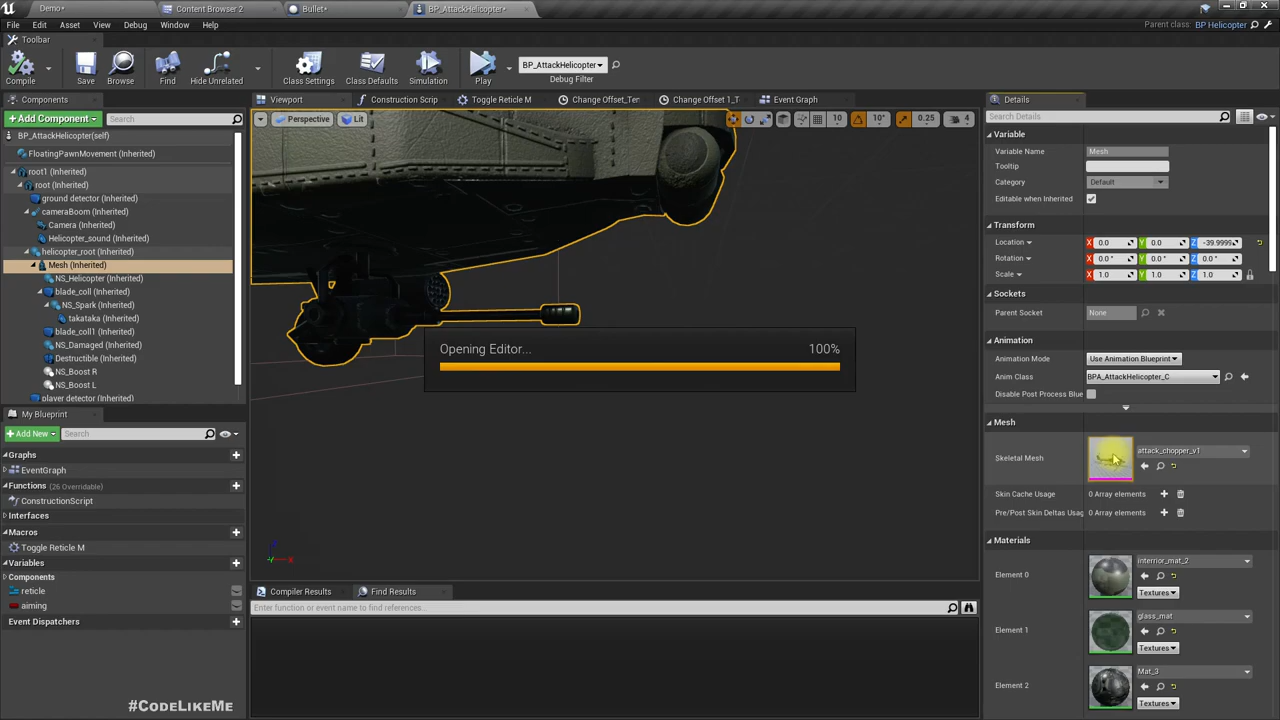 Demo•
Content Browser 2
Bullet•
BP_AttackHelicopter•
File
Edit
Asset
View
Debug
Window
Help
Parent class: BP Helicopter
Toolbar
Compile
Save
Browse
Find
Hide Unrelated
Class Settings
Class Defaults
Simulation
Play
BP_AttackHelicopter
Debug Filter
Components
Viewport
Construction Scrip
Toggle Reticle M
Change Offset_Ten
Change Offset 1_T
Event Graph
Details
+ Add Component
Search
Perspective
Lit
10
10°
0.25
4
Search Details
BP_AttackHelicopter(self)
FloatingPawnMovement (Inherited)
root1 (Inherited)
root (Inherited)
ground detector (Inherited)
cameraBoom (Inherited)
Camera (Inherited)
Helicopter_sound (Inherited)
helicopter_root (Inherited)
Mesh (Inherited)
NS_Helicopter (Inherited)
blade_coll (Inherited)
NS_Spark (Inherited)
takataka (Inherited)
blade_coll1 (Inherited)
NS_Damaged (Inherited)
Destructible (Inherited)
NS_Boost R
NS_Boost L
player detector (Inherited)
Variable
Variable Name
Mesh
Tooltip
Category
Default
Editable when Inherited
Transform
Location
X 0.0 Y 0.0 Z -39.9999
Rotation
X 0.0 ° Y 0.0 ° Z 0.0 °
Scale
X 1.0 Y 1.0 Z 1.0
Sockets
Parent Socket
None
Animation
Animation Mode
Use Animation Blueprint
Anim Class
BPA_AttackHelicopter_C
Disable Post Process Blue
Opening Editor...
100%
My Blueprint
+ Add New
Search
Graphs
EventGraph
Functions (26 Overridable)
ConstructionScript
Interfaces
Macros
Toggle Reticle M
Variables
Components
reticle
aiming
Event Dispatchers
Mesh
Skeletal Mesh
attack_chopper_v1
Skin Cache Usage
0 Array elements
Pre/Post Skin Deltas Usag
0 Array elements
Materials
Element 0
interrior_mat_2
Textures
Element 1
glass_mat
Textures
Element 2
Mat_3
Textures
X
Compiler Results
Find Results
Enter function or event name to find references...
#CodeLikeMe